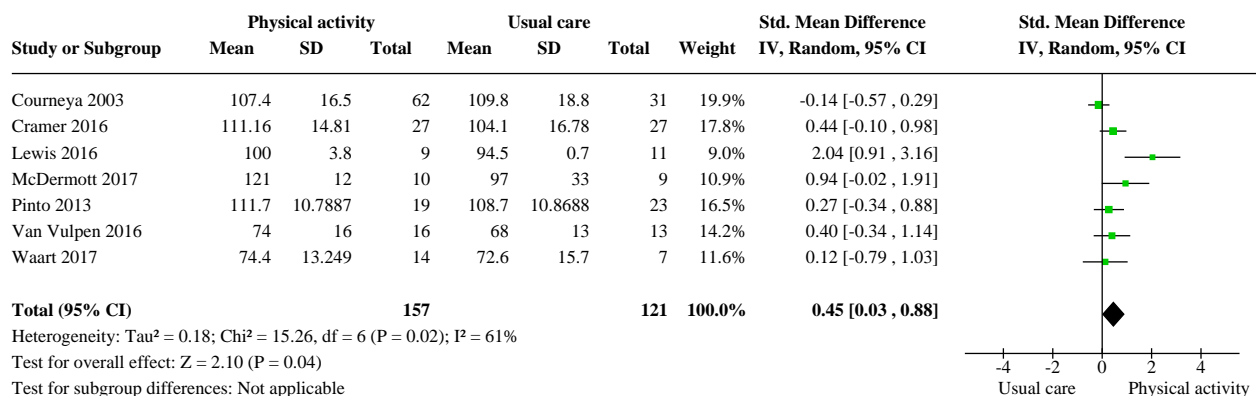 Physical activity Usual care Std. Mean Difference Std. Mean Difference
Study or Subgroup Mean SD Total Mean SD Total Weight IV, Random, 95% CI IV, Random, 95% CI
Courneya 2003 107.4 16.5 62 109.8 18.8 31 19.9% -0.14 [-0.57 , 0.29]
Cramer 2016 111.16 14.81 27 104.1 16.78 27 17.8% 0.44 [-0.10 , 0.98]
Lewis 2016 100 3.8 9 94.5 0.7 11 9.0% 2.04 [0.91 , 3.16]
McDermott 2017 121 12 10 97 33 9 10.9% 0.94 [-0.02 , 1.91]
Pinto 2013 111.7 10.7887 19 108.7 10.8688 23 16.5% 0.27 [-0.34 , 0.88]
Van Vulpen 2016 74 16 16 68 13 13 14.2% 0.40 [-0.34 , 1.14]
Waart 2017 74.4 13.249 14 72.6 15.7 7 11.6% 0.12 [-0.79 , 1.03]
Total (95% CI) 157 121 100.0% 0.45 [0.03 , 0.88]
Heterogeneity: Tau² = 0.18; Chi² = 15.26, df = 6 (P = 0.02); I² = 61%
Test for overall effect: Z = 2.10 (P = 0.04)
Test for subgroup differences: Not applicable
-4 -2 0 2 4
Usual care Physical activity